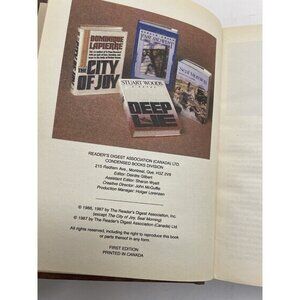 DOMINIQUE
LAPIERRE
THE
CITY
OF JOY
STUART WOODS
DEEP
LIE
READER'S DIGEST ASSOCIATION (CANADA) LTD.
CONDENSED BOOKS DIVISION
215 Redfern Ave., Montreal, Que. H3Z 2V9
Editor: Deirdre Gilbert
Assistant Editor: Sharon Wyatt
Creative Director: John McGuffie
Production Manager: Holger Lorenzen
© 1986, 1987 by The Reader's Digest Association, Inc.
(except The City of Joy, Seal Morning)
© 1987 by The Reader's Digest Association (Canada) Ltd.
All rights reserved, including the right to reproduce this book
or parts thereof in any form.
FIRST EDITION
PRINTED IN CANADA